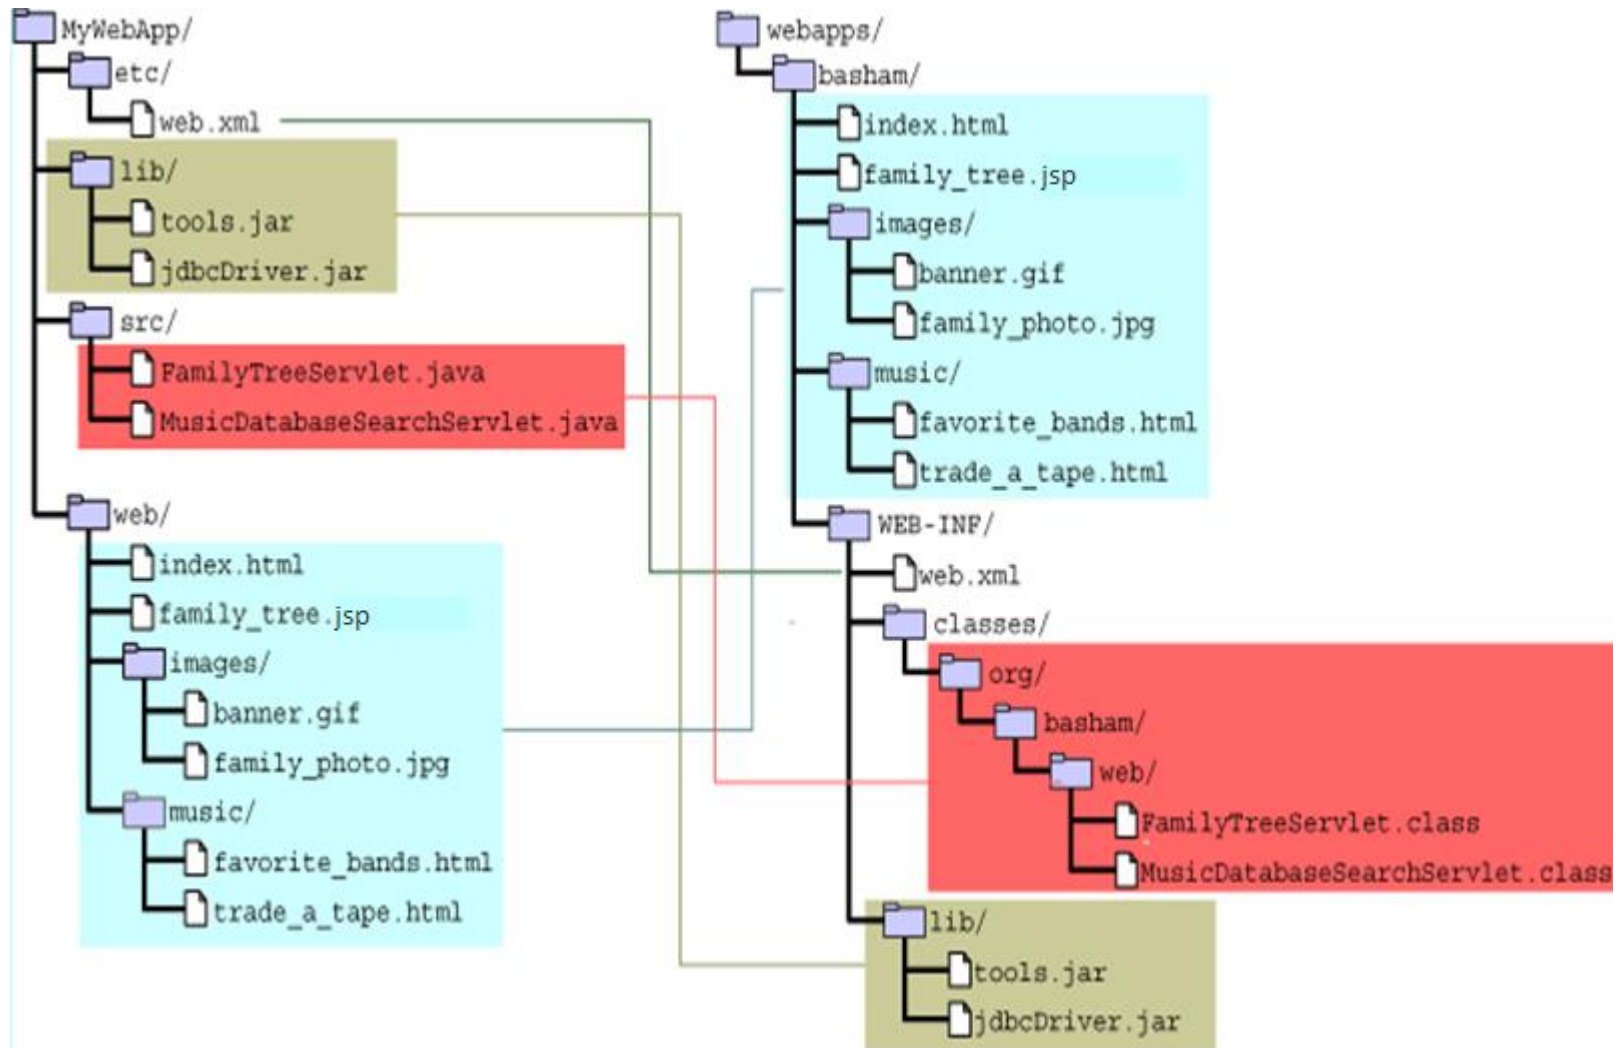 MyWebApp/
etc/
web.xml
lib/
tools.jar
jdbcDriver.jar
src/
FamilyTreeServlet.java
MusicDatabaseSearchServlet.java
web/
index.html
family_tree.jsp
images/
banner.gif
family_photo.jpg
music/
favorite_bands.html
trade_a_tape.html
webapps/
basham/
index.html
family_tree.jsp
images/
banner.gif
family_photo.jpg
music/
favorite_bands.html
trade_a_tape.html
WEB-INF/
web.xml
classes/
org/
basham/
web/
FamilyTreeServlet.class
MusicDatabaseSearchServlet.class
lib/
tools.jar
jdbcDriver.jar